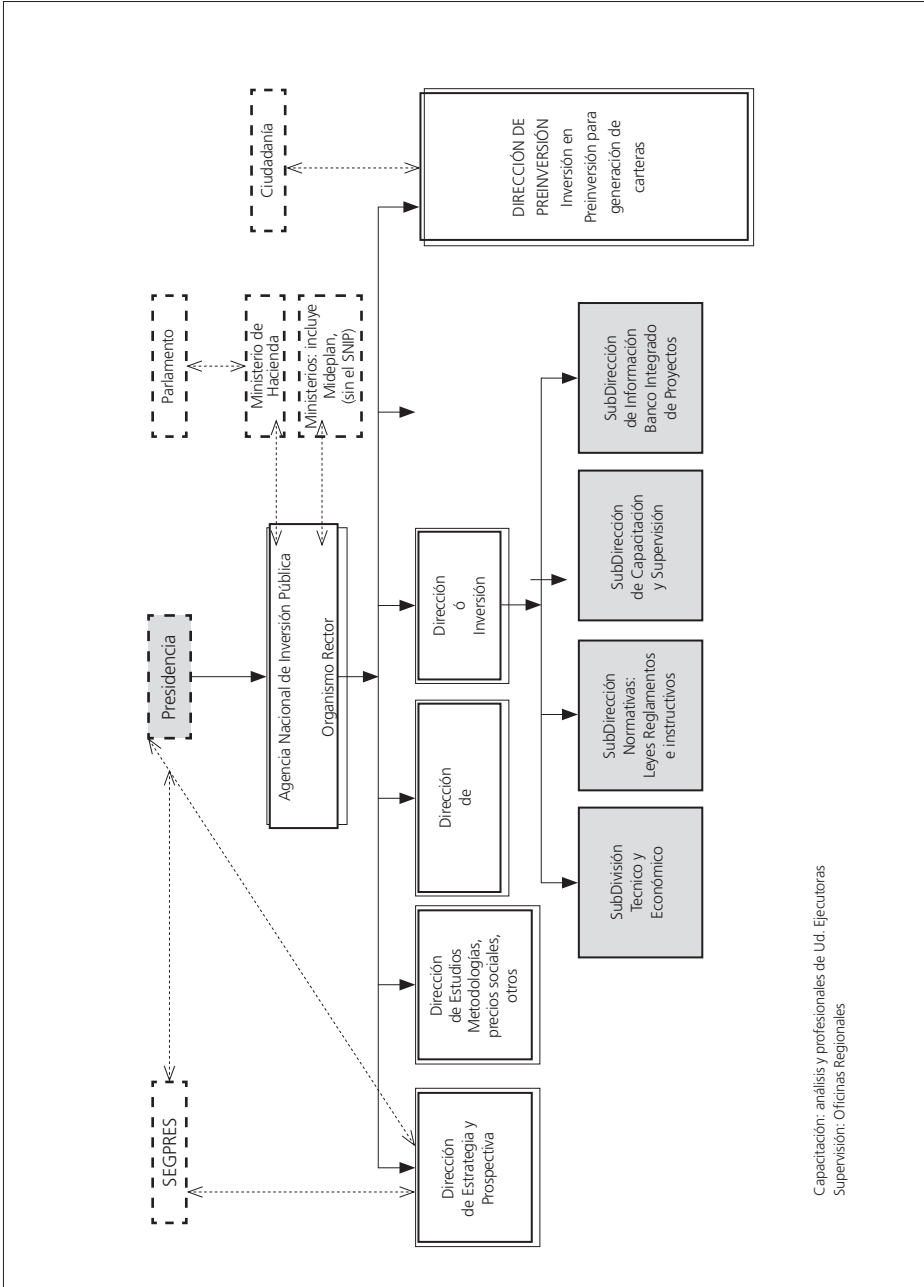 SEGPRES
Presidencia
Parlamento
Ciudadanía
Ministerio de
Hacienda
Ministerios: incluye
Mideplan,
(sin el SNIP)
Agencia Nacional de Inversión Pública
Organismo Rector
Dirección
de Estrategia y
Prospectiva
Dirección
de Estudios
Metodologías,
precios sociales,
otros
Dirección
de
Dirección
ó
Inversión
DIRECCIÓN DE
PREINVERSIÓN
Inversión en
Preinversión para
generación de
carteras
SubDivisión
Tecnico y
Económico
SubDirección
Normativas:
Leyes Reglamentos
e instructivos
SubDirección
de Capacitación
y Supervisión
SubDirección
de Información
Banco Integrado
de Proyectos
Capacitación: análisis y profesionales de Ud. Ejecutoras
Supervisión: Oficinas Regionales